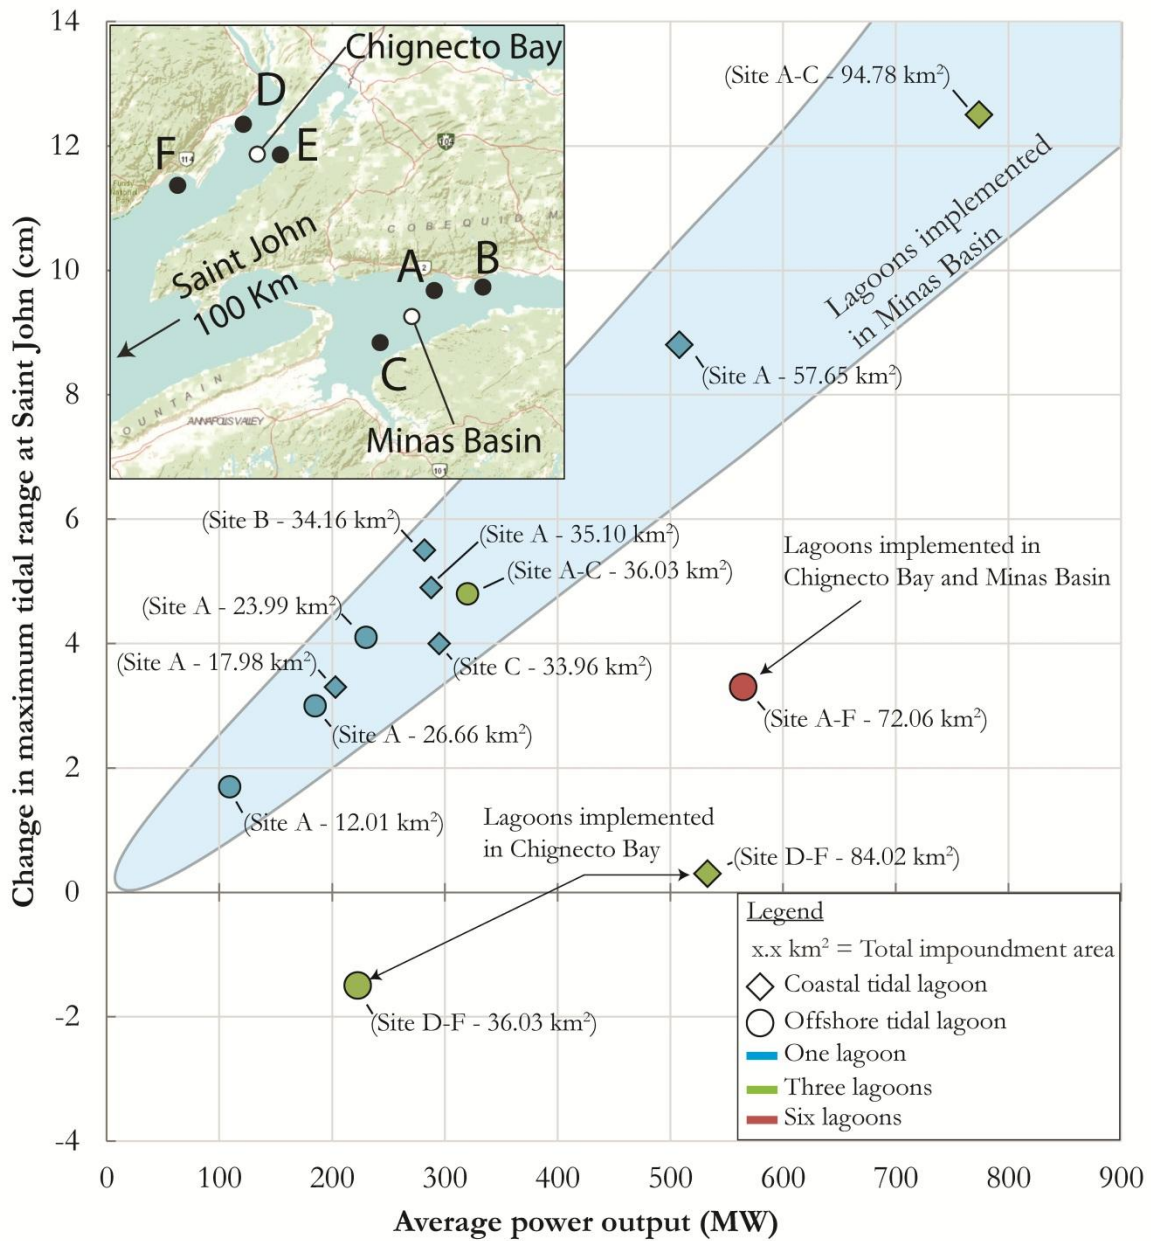 Change in maximum tidal range at Saint John (cm)
14
12
10
8
6
4
2
0
-2
-4
Chignecto Bay
D
E
F
114
104
COBEQUID M
Saint John
100 Km
A
2
B
C
Minas Basin
OUNTAIN
ANNAPOLIS VALLEY
101
(Site A-C - 94.78 km²)
Lagoons implemented
in Minas Basin
(Site A - 57.65 km²)
(Site B - 34.16 km²)
(Site A - 35.10 km²)
(Site A-C - 36.03 km²)
(Site A - 23.99 km²)
(Site A - 17.98 km²)
(Site C - 33.96 km²)
(Site A - 26.66 km²)
(Site A - 12.01 km²)
Lagoons implemented in
Chignecto Bay and Minas Basin
(Site A-F - 72.06 km²)
Lagoons implemented
in Chignecto Bay
(Site D-F - 84.02 km²)
(Site D-F - 36.03 km²)
Legend
x.x km² = Total impoundment area
Coastal tidal lagoon
Offshore tidal lagoon
One lagoon
Three lagoons
Six lagoons
0 100 200 300 400 500 600 700 800 900
Average power output (MW)